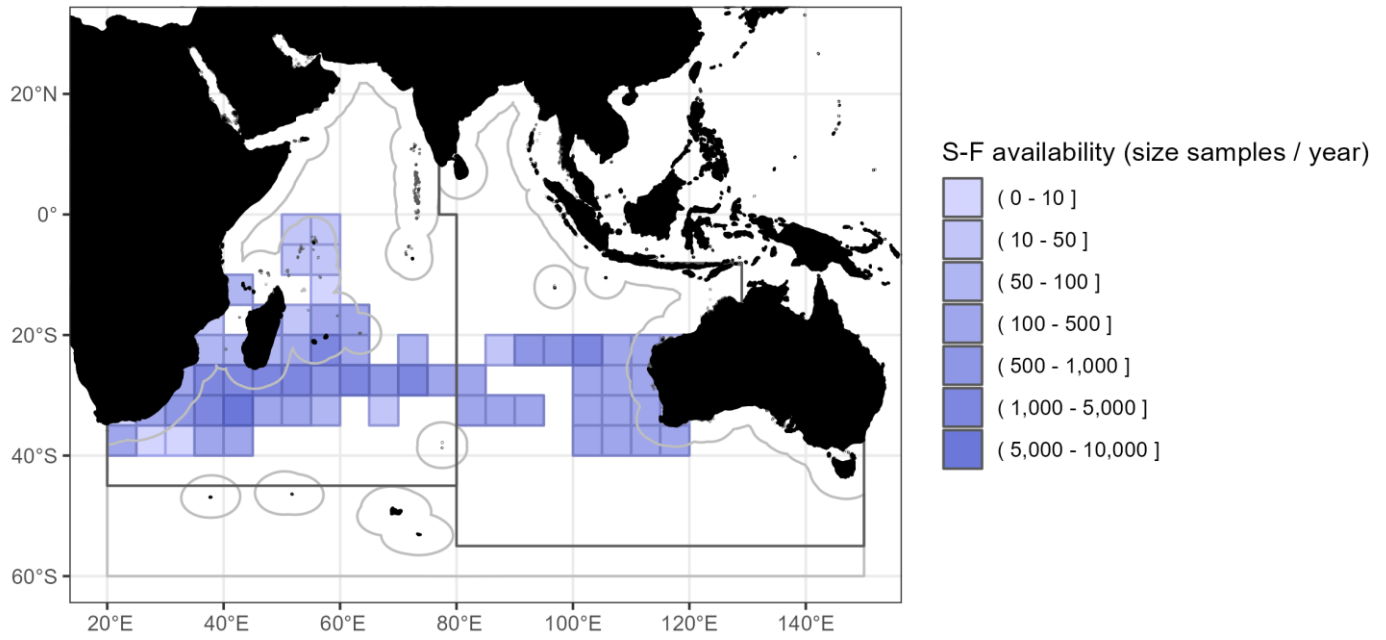 20°N
0°
20°S
40°S
60°S
20°E 40°E 60°E 80°E 100°E 120°E 140°E
S-F availability (size samples / year)
( 0 - 10 ]
( 10 - 50 ]
( 50 - 100 ]
( 100 - 500 ]
( 500 - 1,000 ]
( 1,000 - 5,000 ]
( 5,000 - 10,000 ]